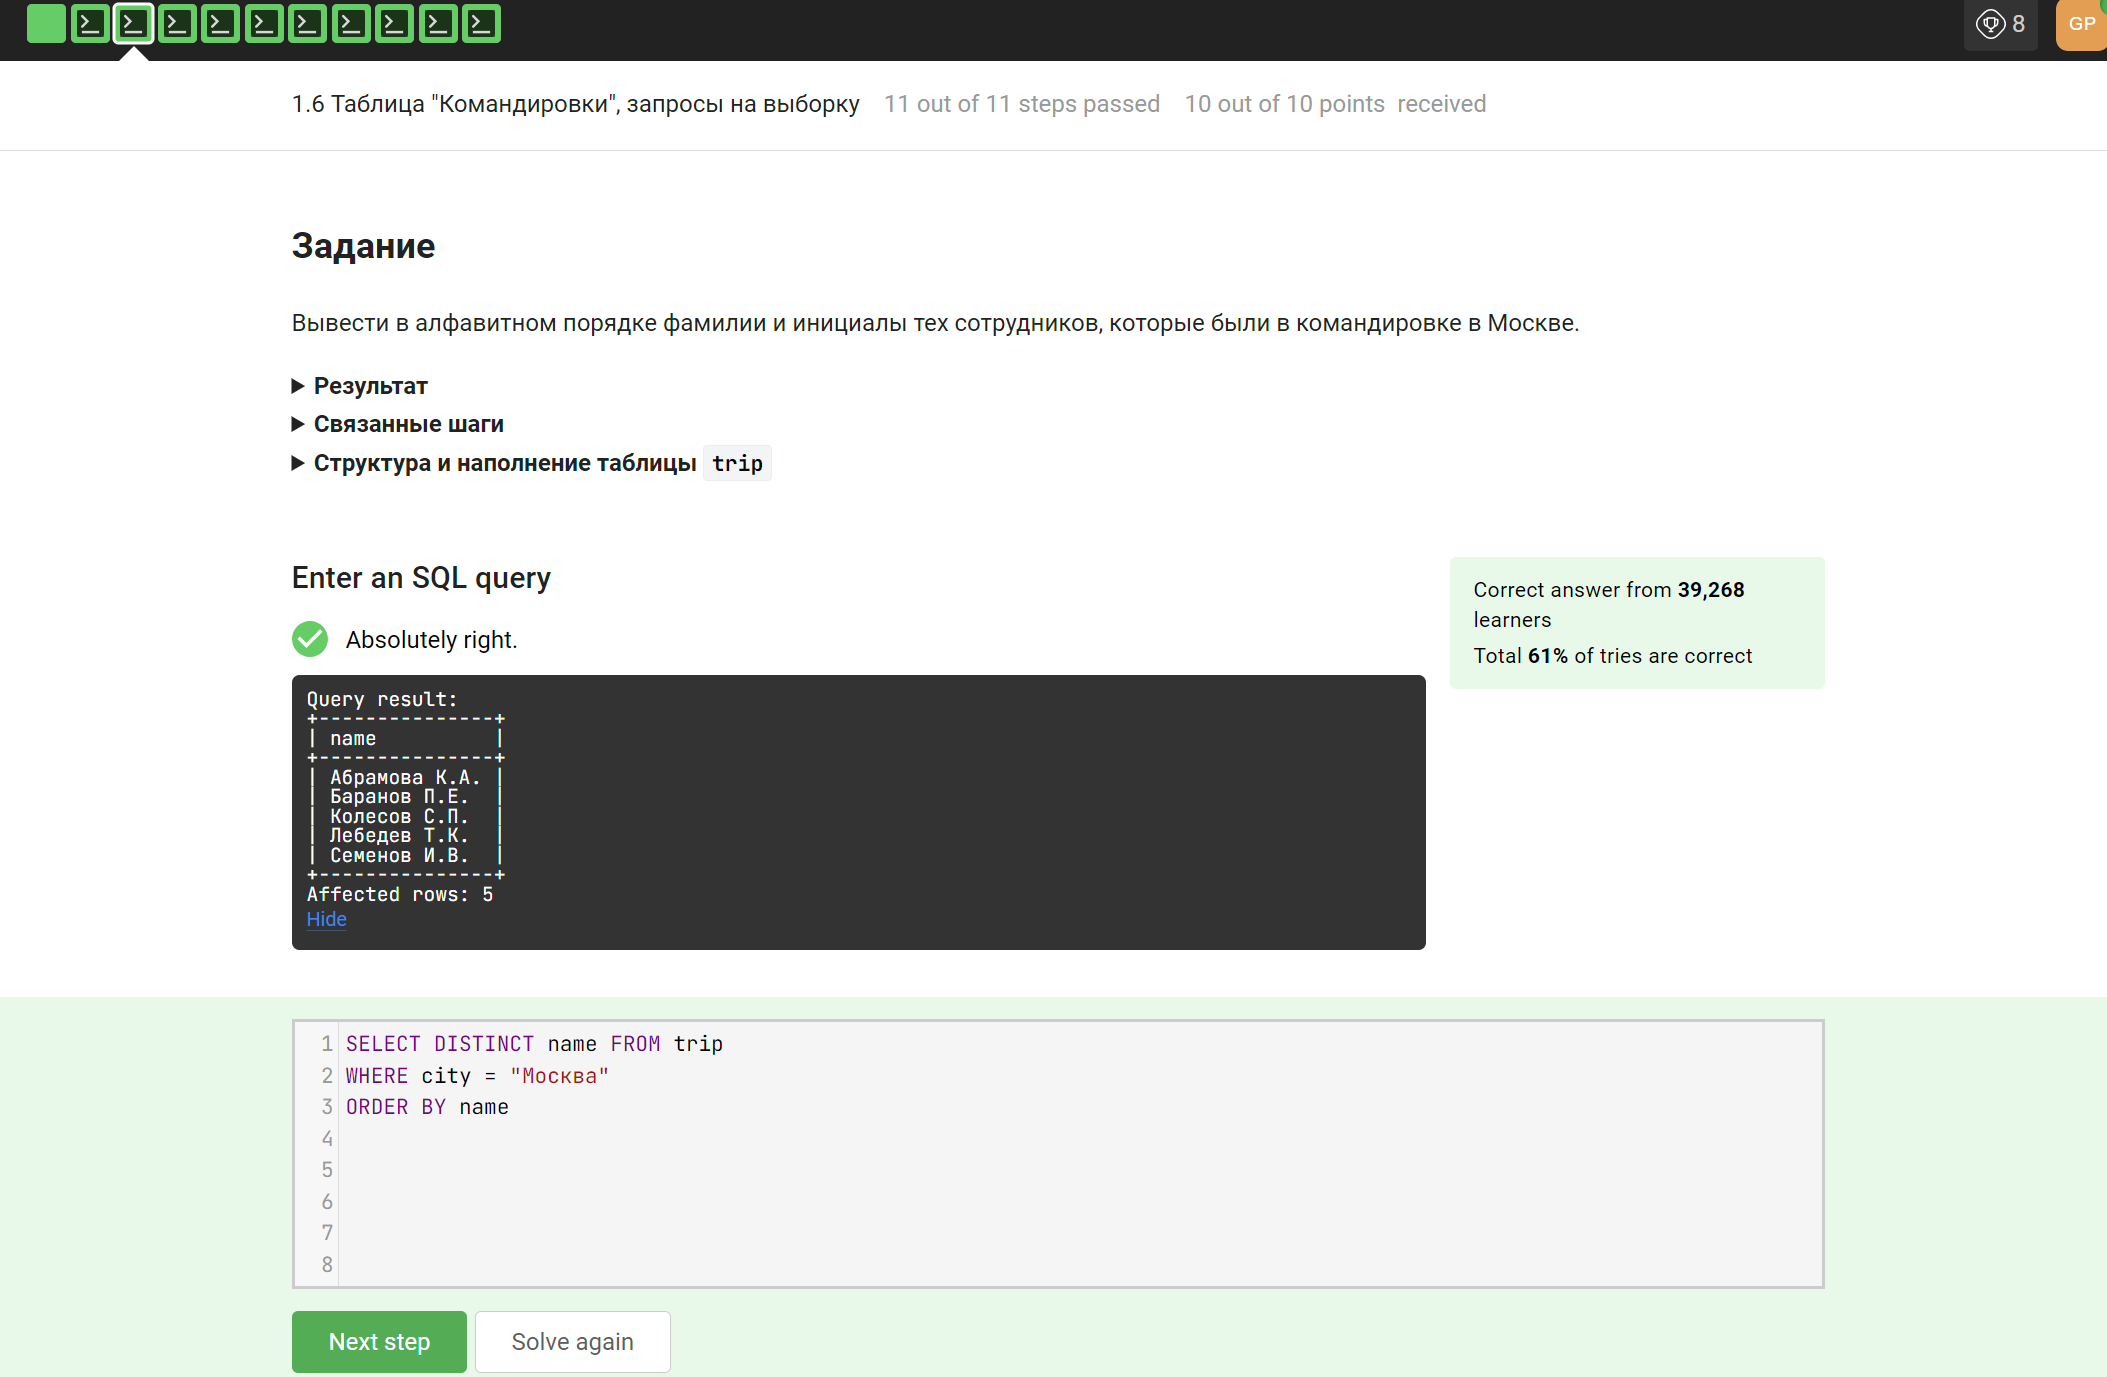 8
GP
1.6 Таблица "Командировки", запросы на выборку 11 out of 11 steps passed 10 out of 10 points received
Задание
Вывести в алфавитном порядке фамилии и инициалы тех сотрудников, которые были в командировке в Москве.
Результат
Связанные шаги
Структура и наполнение таблицы trip
Enter an SQL query
Absolutely right.
Correct answer from 39,268
learners
Total 61% of tries are correct
Query result:
+---------------+
| name          |
+---------------+
| Абрамова К.А. |
| Баранов П.Е.  |
| Колесов С.П.  |
| Лебедев Т.К.  |
| Семенов И.В.  |
+---------------+
Affected rows: 5
Hide
1 SELECT DISTINCT name FROM trip
2 WHERE city = "Москва"
3 ORDER BY name
4
5
6
7
8
Next step
Solve again